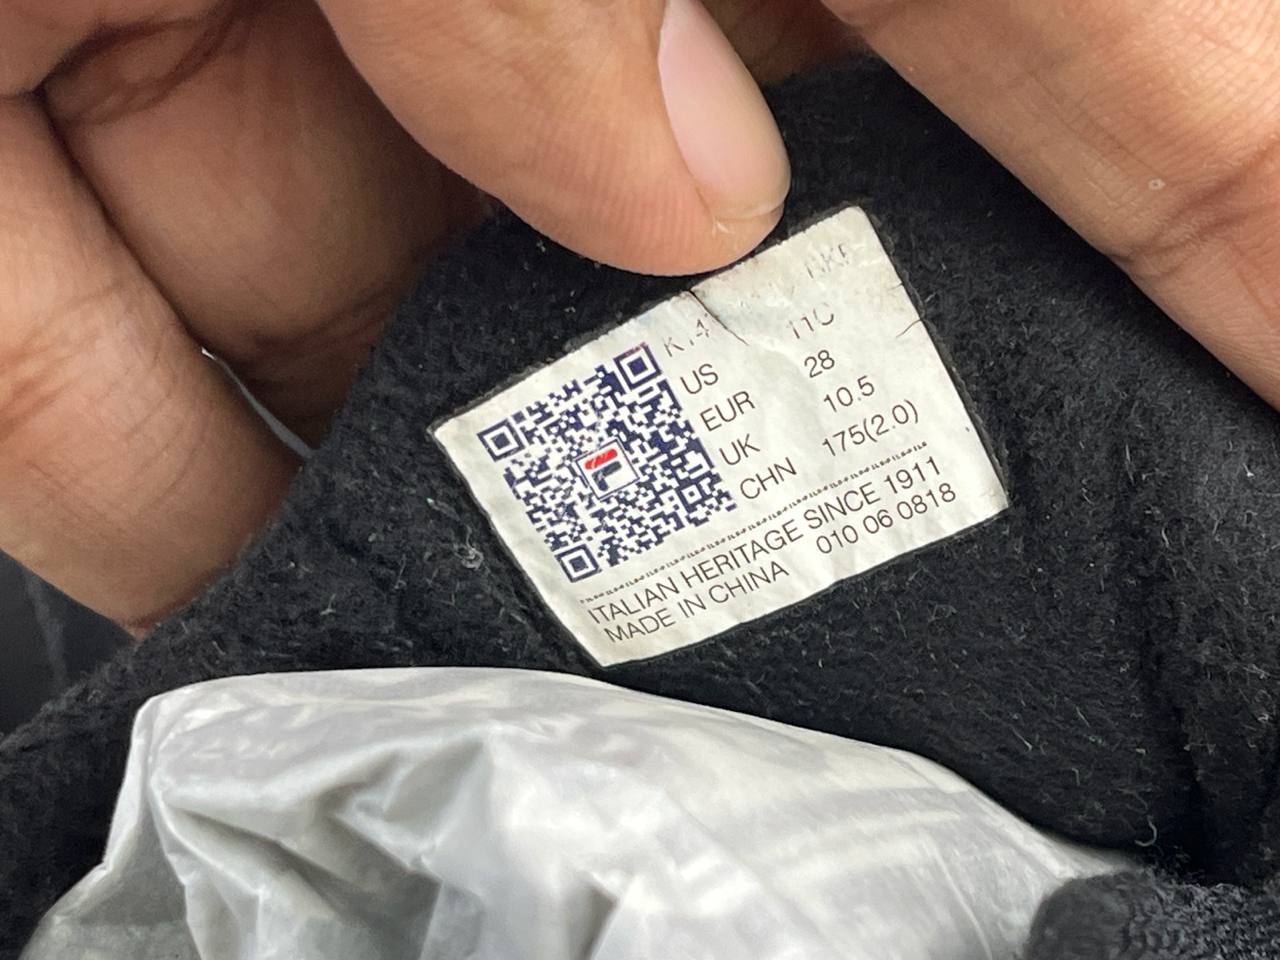 US 11C
EUR 28
UK 10.5
CHN 175(2.0)
ITALIAN HERITAGE SINCE 1911
MADE IN CHINA 010 06 0818